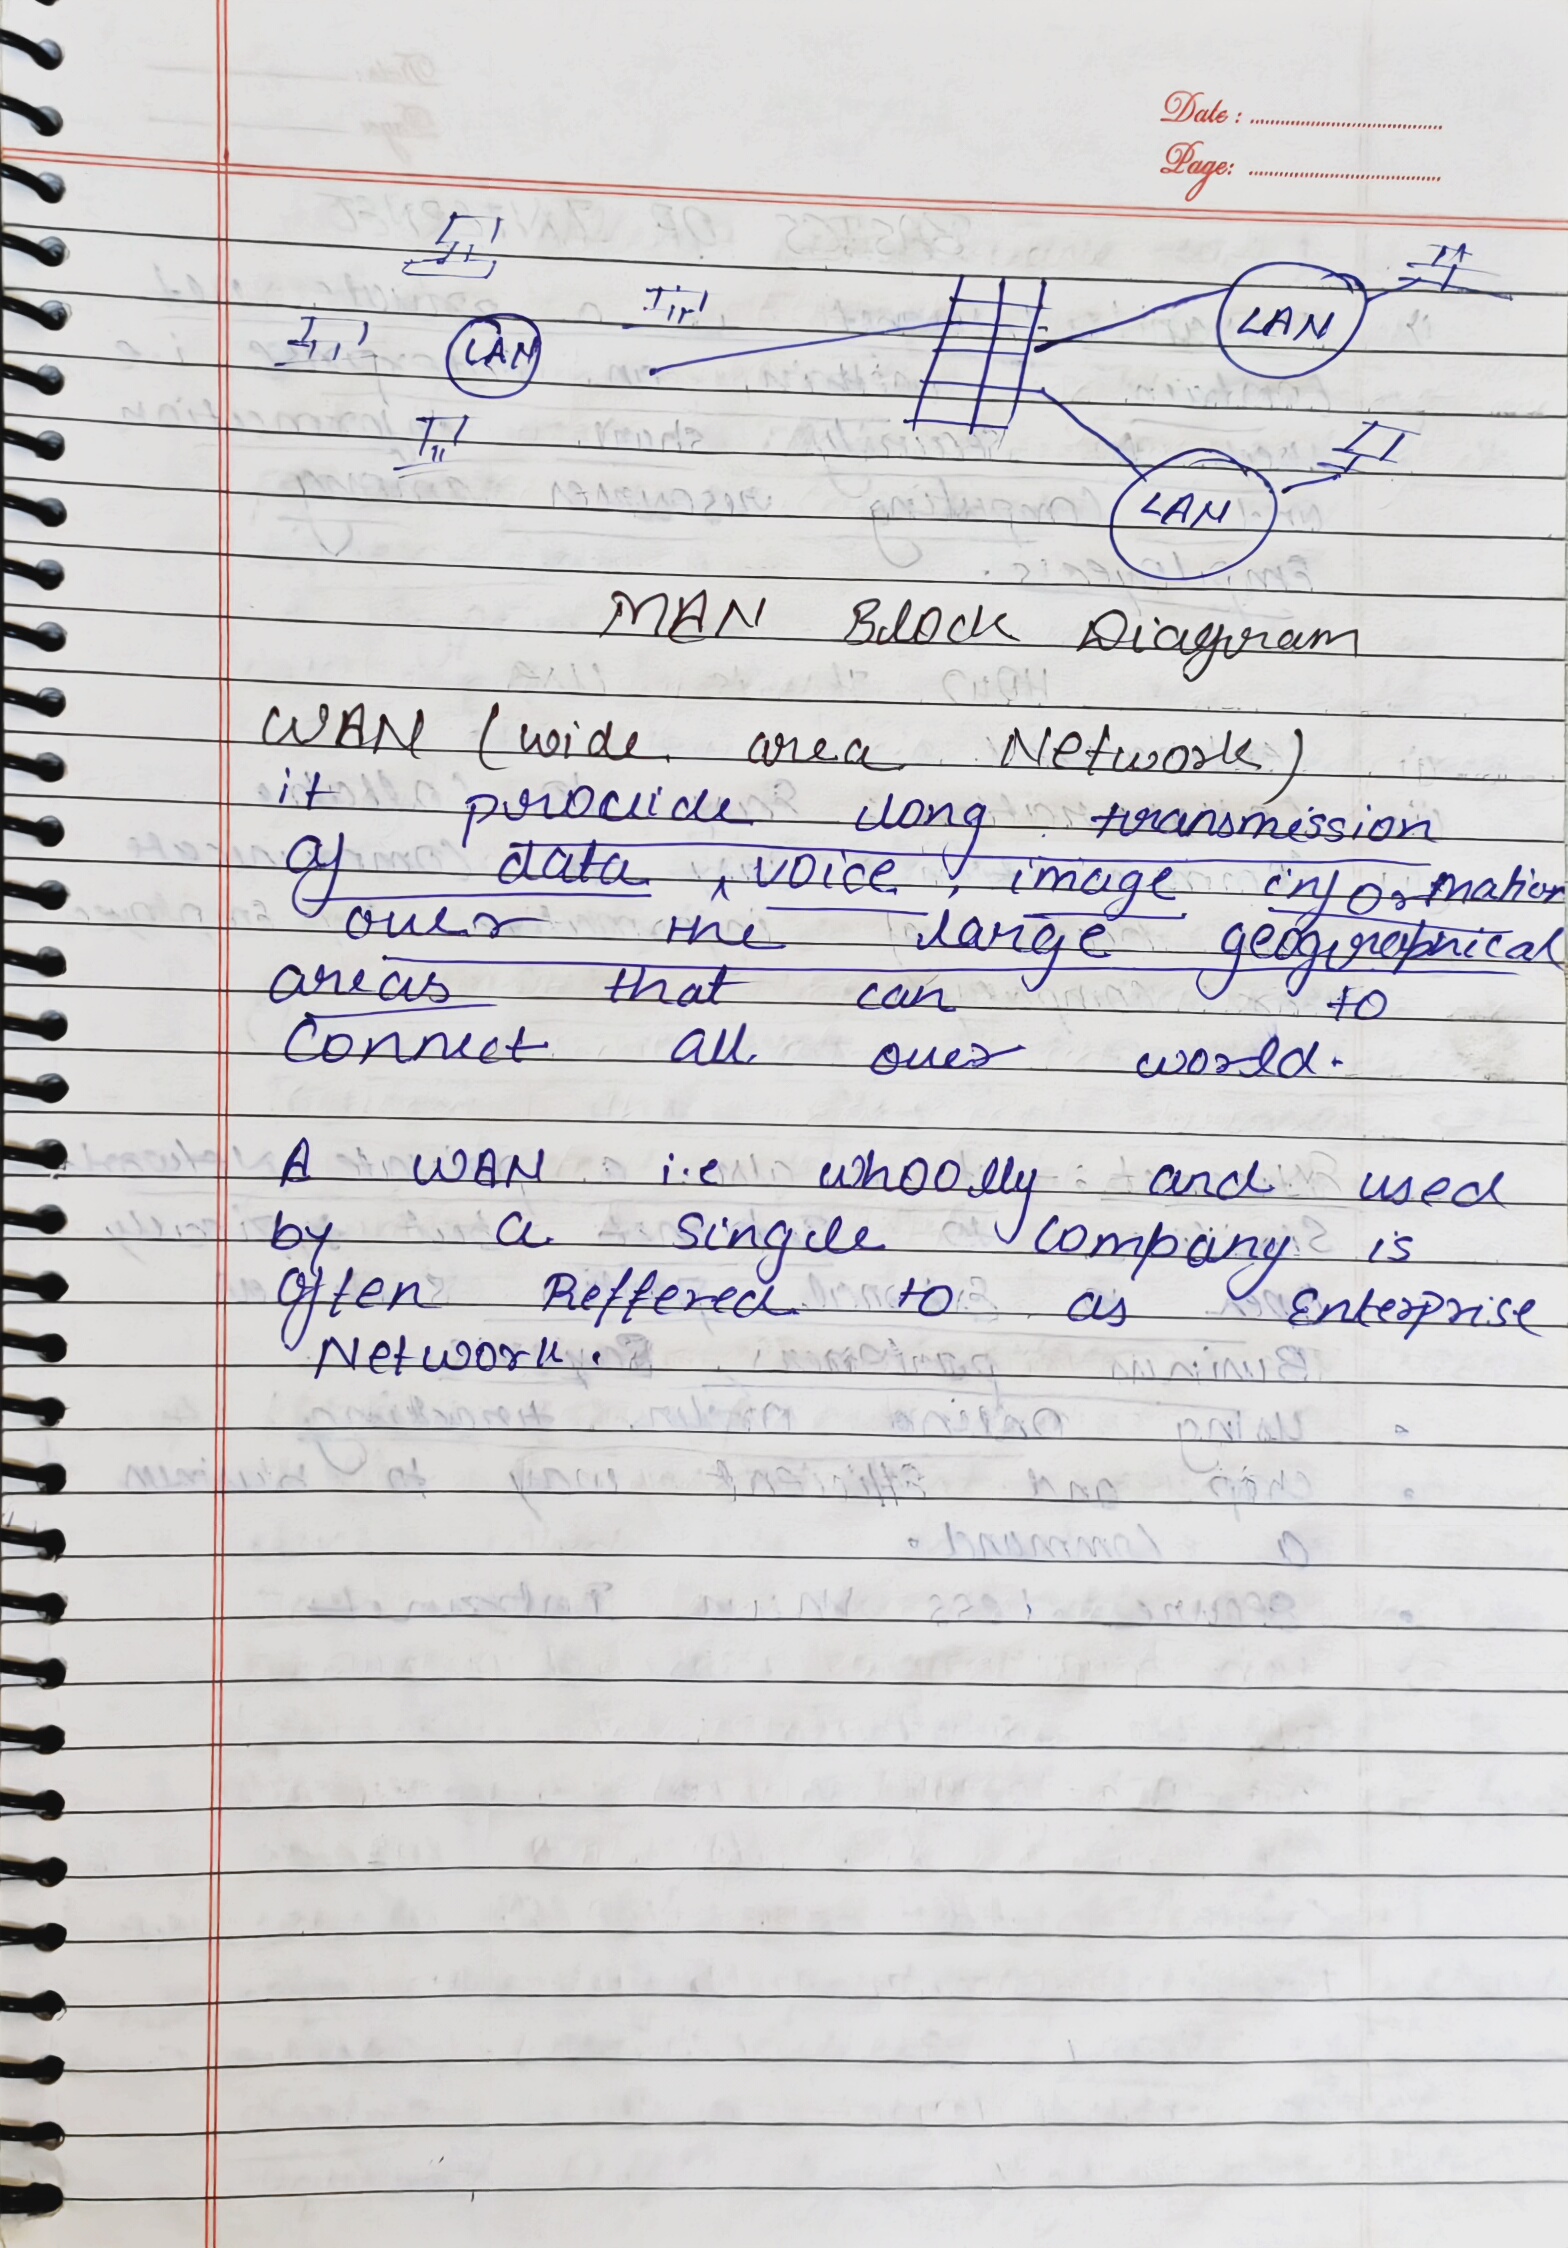 Date :
Page:
LAN
LAN
LAN
MAN Block Diagram
WAN (wide area Network)
it procide long transmission
of data, voice, image information
over the large geographical
areas that can to
Connect all over world.
A WAN i.e whoolly and used
by a single company is
often Reffered to as Enterprise
Network.